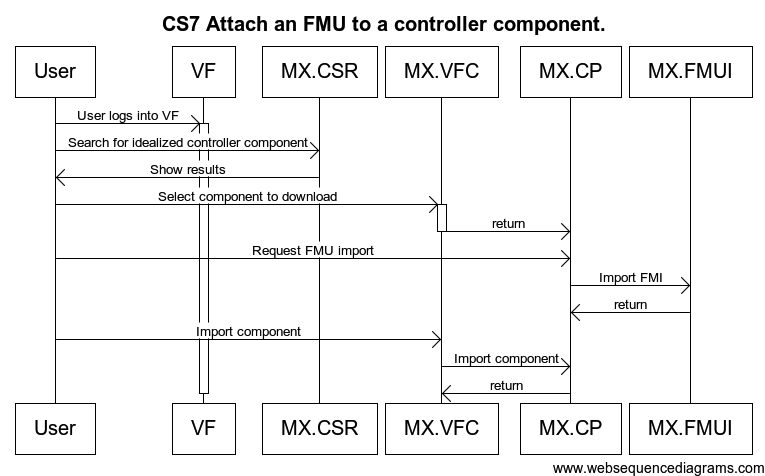 CS7 Attach an FMU to a controller component.
User VF MX.CSR MX.VFC MX.CP MX.FMUI
User logs into VF
Search for idealized controller component
Show results
Select component to download
return
Request FMU import
Import FMI
return
Import component
Import component
return
User VF MX.CSR MX.VFC MX.CP MX.FMUI
www.websequencediagrams.com